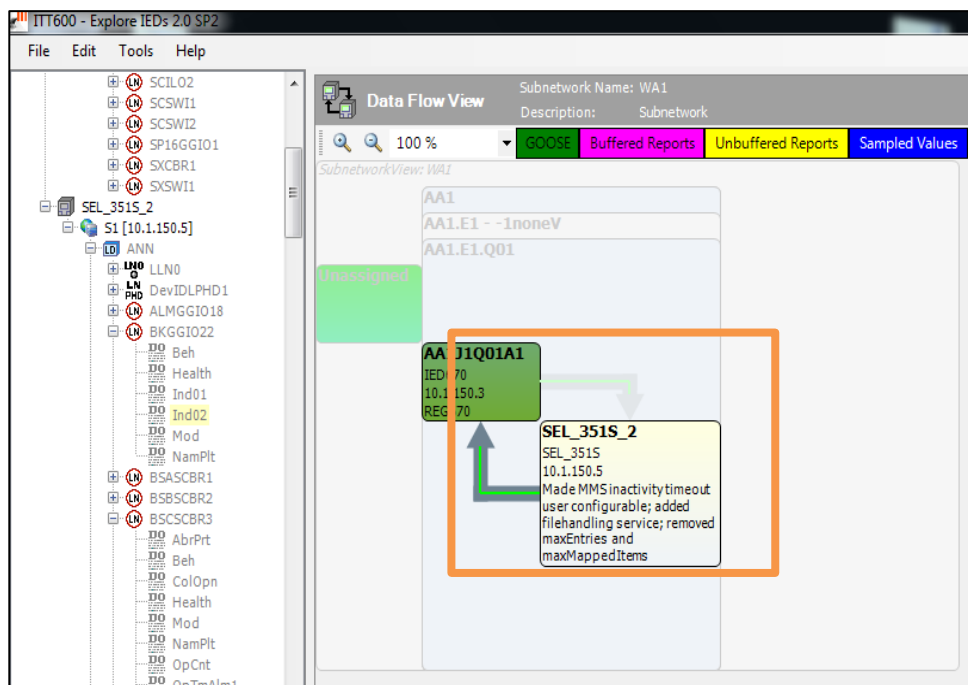 ITT600 - Explore IEDs 2.0 SP2
File Edit Tools Help
SCILO2
SCSWI1
SCSWI2
SP16GGIO1
SXCBR1
SXSWI1
SEL_351S_2
S1 [10.1.150.5]
LD ANN
LLN0
DevIDLPHD1
ALMGGIO18
BKGGIO22
Beh
Health
Ind01
Ind02
Mod
NamPlt
BSASCBR1
BSBSCBR2
BSCSCBR3
AbrPrt
Beh
ColOpn
Health
Mod
NamPlt
OpCnt
OpTmAlm1
Data Flow View
Subnetwork Name: WA1
Description: Subnetwork
100 %
GOOSE
Buffered Reports
Unbuffered Reports
Sampled Values
SubnetworkView: WA1
AA1
AA1.E1 - -1noneV
AA1.E1.Q01
Unassigned
AA1J1Q01A1
10.1.150.3
SEL_351S_2
SEL_351S
10.1.150.5
Made MMS inactivity timeout
user configurable; added
filehandling service; removed
maxEntries and
maxMappedItems